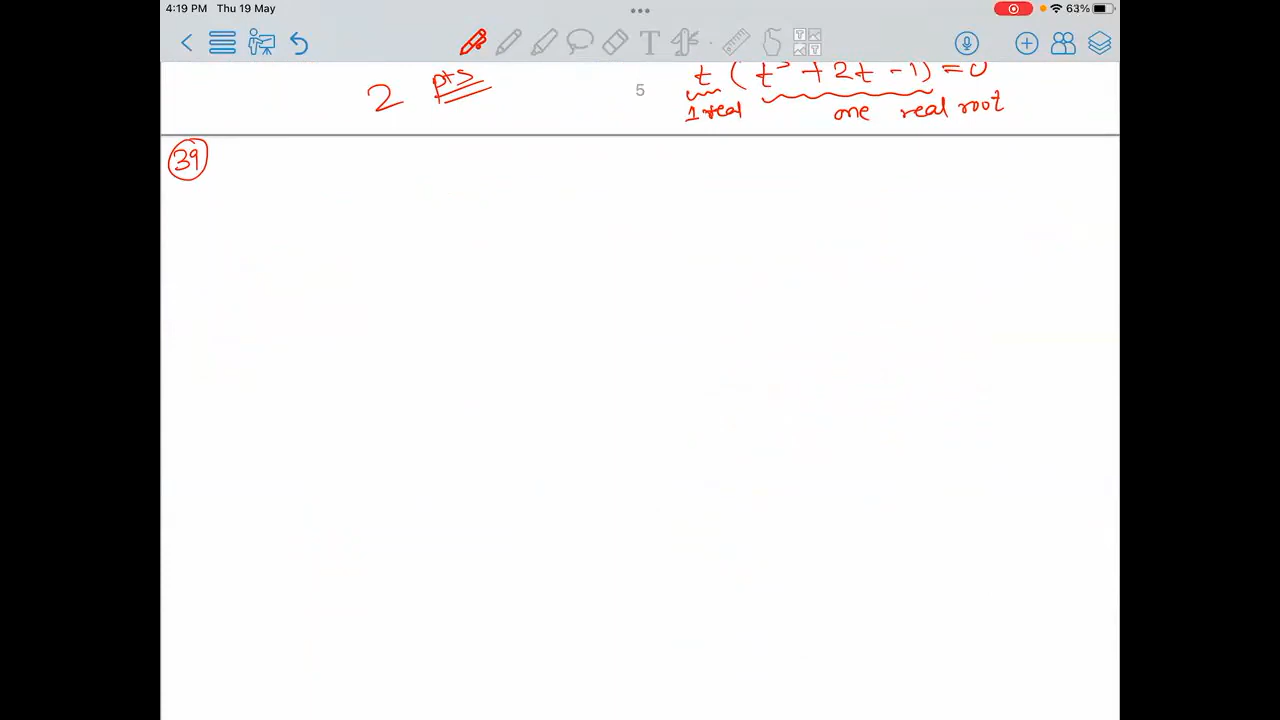 4:19 PM Thu 19 May
63%
T
2 pts
5
t (t³ + 2t - 1) = 0
1 real one real root
39